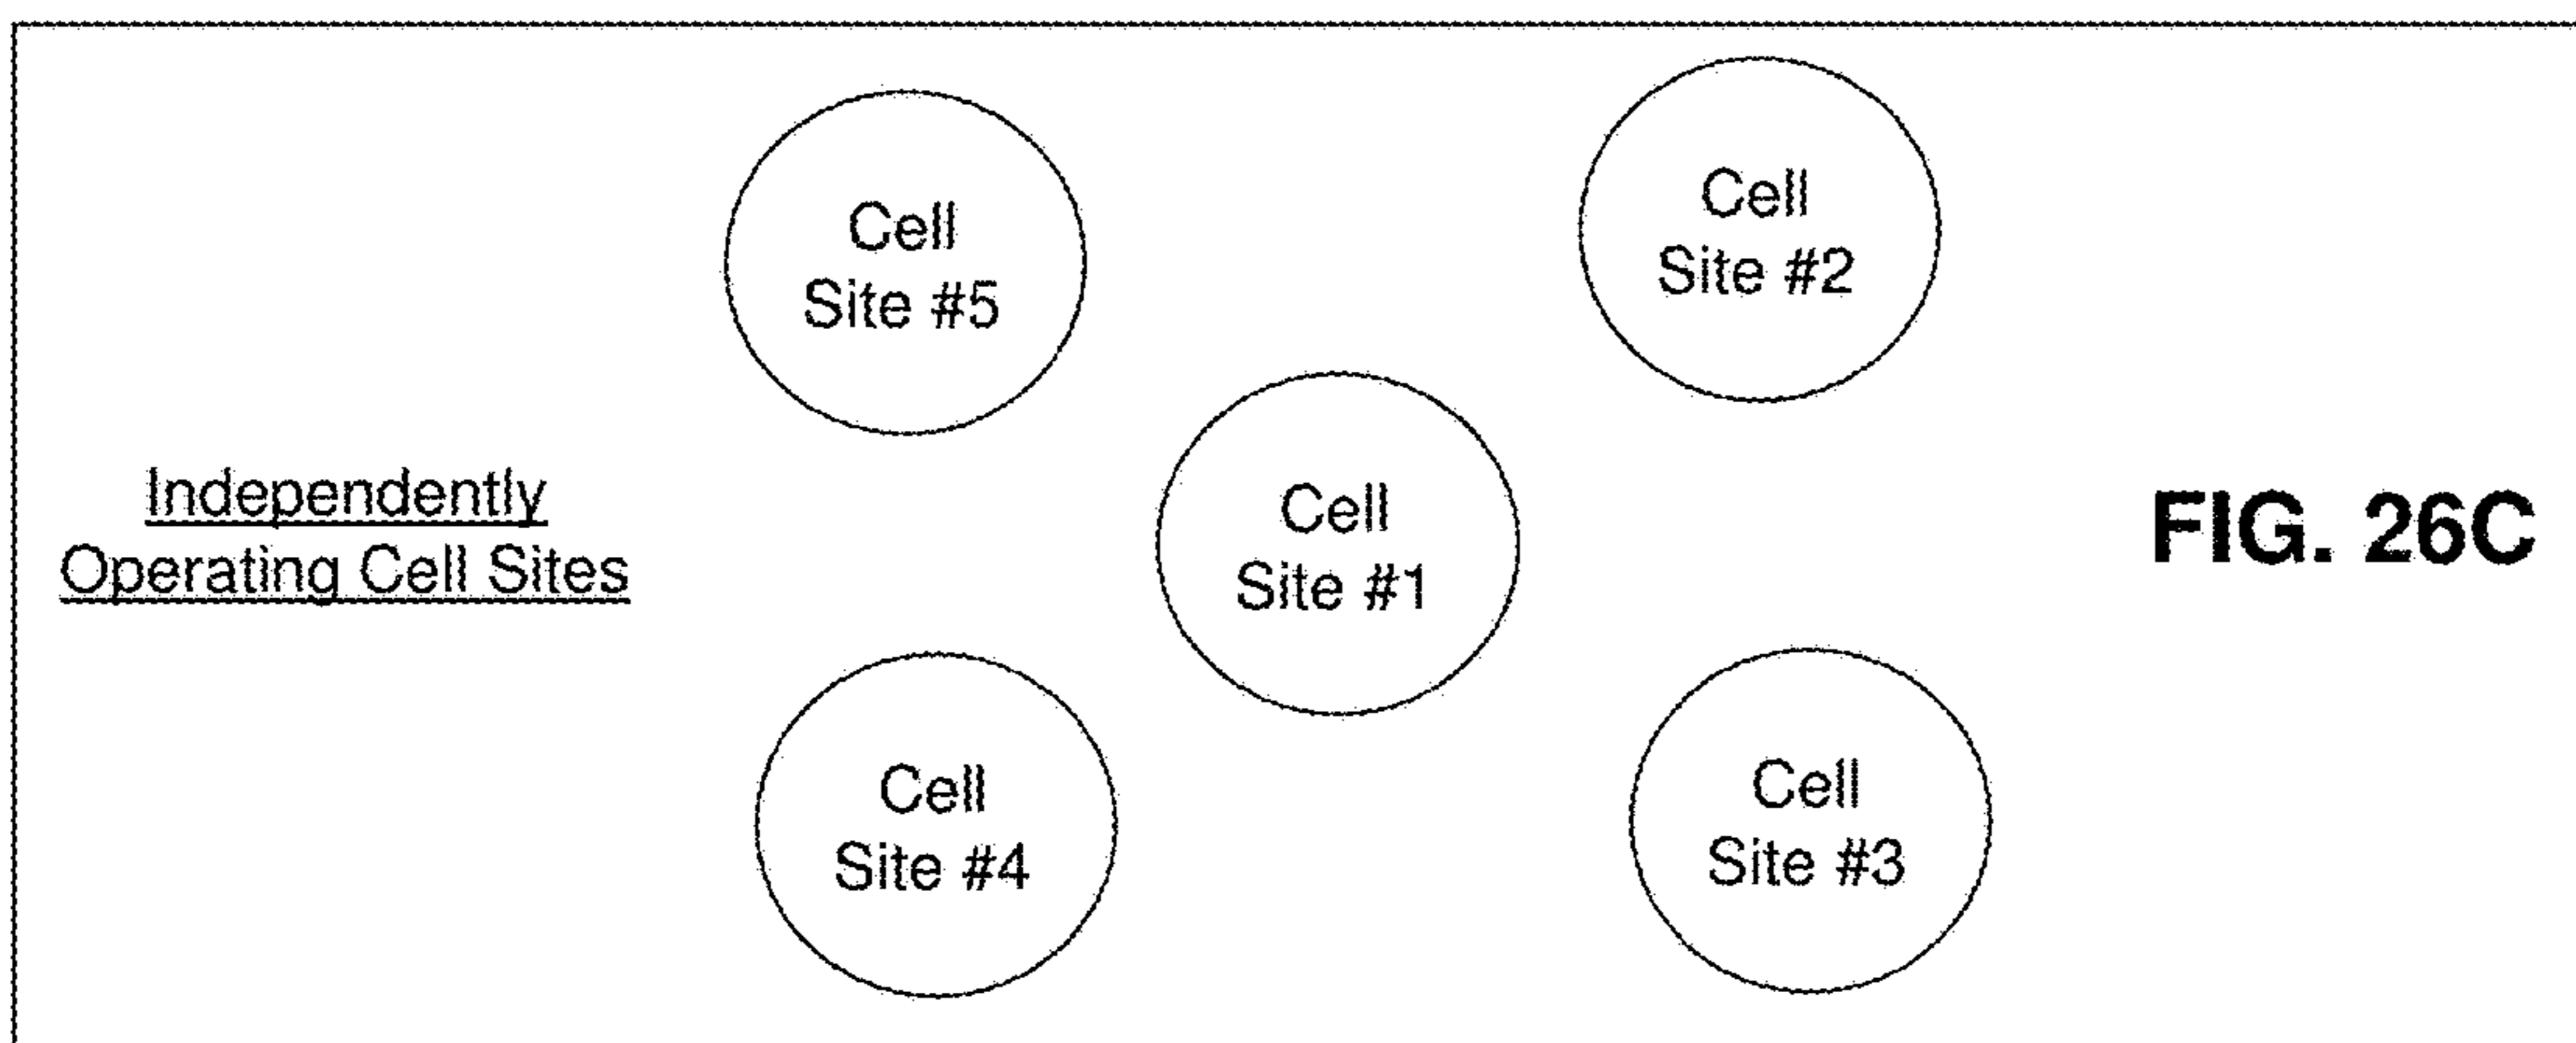 Cell
Site #5
Cell
Site #2
Independently
Operating Cell Sites
Cell
Site #1
FIG. 26C
Cell
Site #4
Cell
Site #3